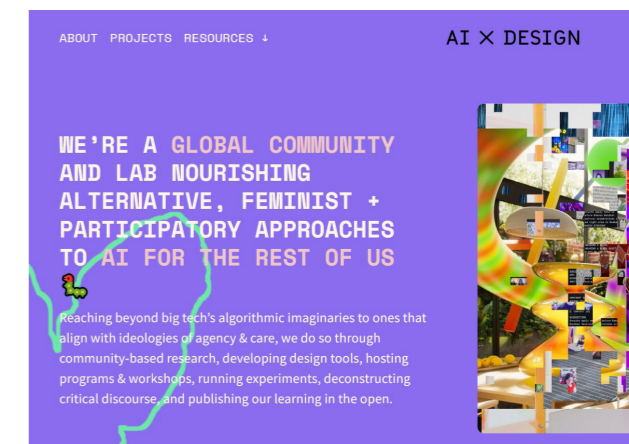 ABOUT PROJECTS RESOURCES ↓
AI × DESIGN
WE'RE A GLOBAL COMMUNITY
AND LAB NOURISHING
ALTERNATIVE, FEMINIST +
PARTICIPATORY APPROACHES
TO AI FOR THE REST OF US
Reaching beyond big tech's algorithmic imaginaries to ones that
align with ideologies of agency & care, we do so through
community-based research, developing design tools, hosting
programs & workshops, running experiments, deconstructing
critical discourse, and publishing our learning in the open.